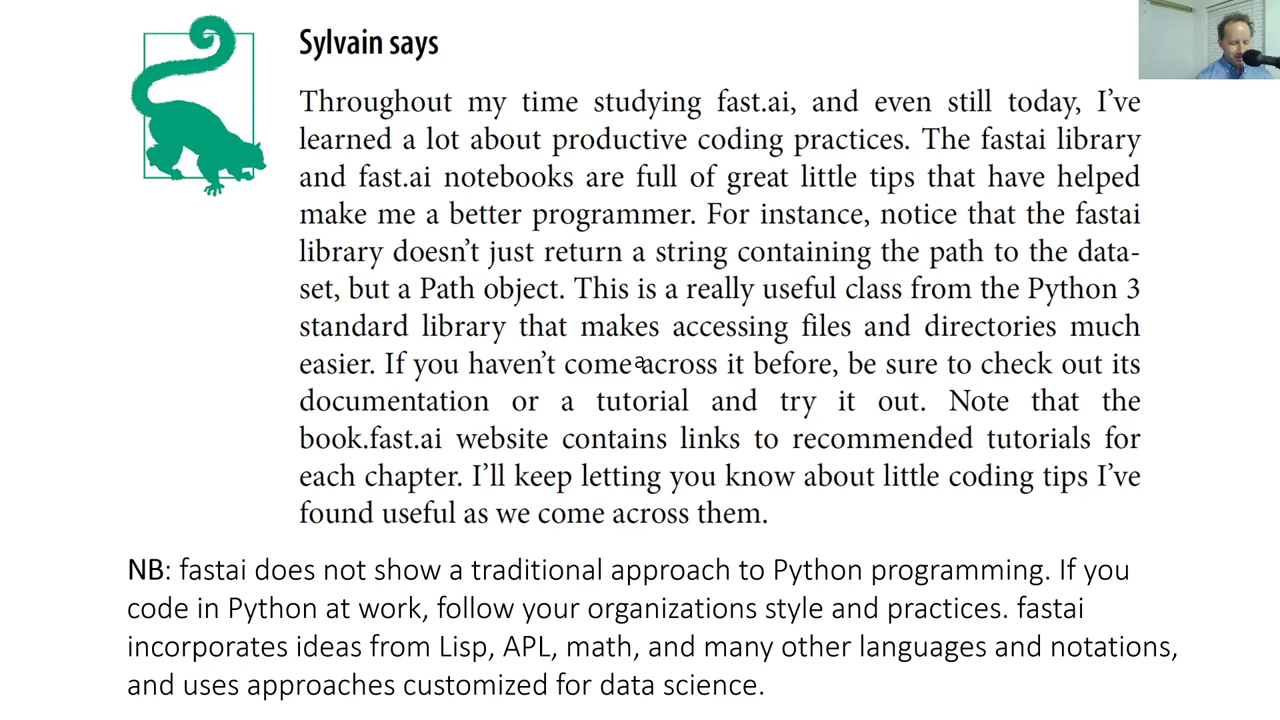 Sylvain says
Throughout my time studying fast.ai, and even still today, I've
learned a lot about productive coding practices. The fastai library
and fast.ai notebooks are full of great little tips that have helped
make me a better programmer. For instance, notice that the fastai
library doesn't just return a string containing the path to the data-
set, but a Path object. This is a really useful class from the Python 3
standard library that makes accessing files and directories much
easier. If you haven't come across it before, be sure to check out its
documentation or a tutorial and try it out. Note that the
book.fast.ai website contains links to recommended tutorials for
each chapter. I'll keep letting you know about little coding tips I've
found useful as we come across them.
NB: fastai does not show a traditional approach to Python programming. If you
code in Python at work, follow your organizations style and practices. fastai
incorporates ideas from Lisp, APL, math, and many other languages and notations,
and uses approaches customized for data science.